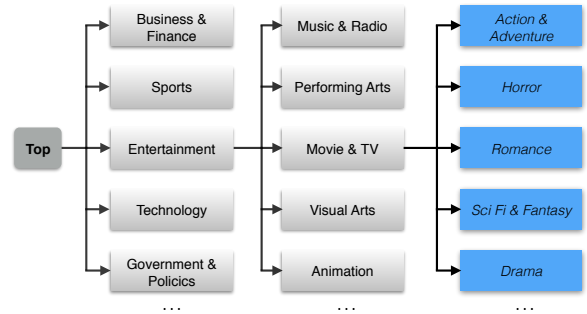 Top
Business &
Finance
Sports
Entertainment
Technology
Government &
Policics
...
Music & Radio
Performing Arts
Movie & TV
Visual Arts
Animation
...
Action &
Adventure
Horror
Romance
Sci Fi & Fantasy
Drama
...